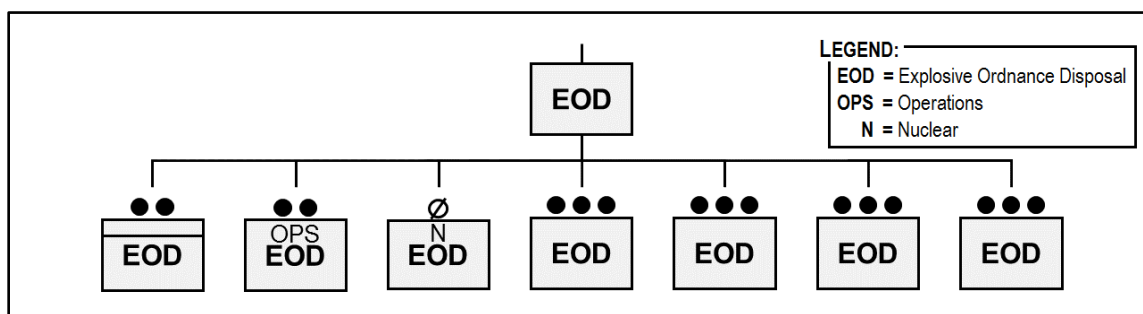 LEGEND:
EOD = Explosive Ordnance Disposal
OPS = Operations
N = Nuclear
EOD
EOD
OPS
EOD
N
EOD
EOD
EOD
EOD
EOD